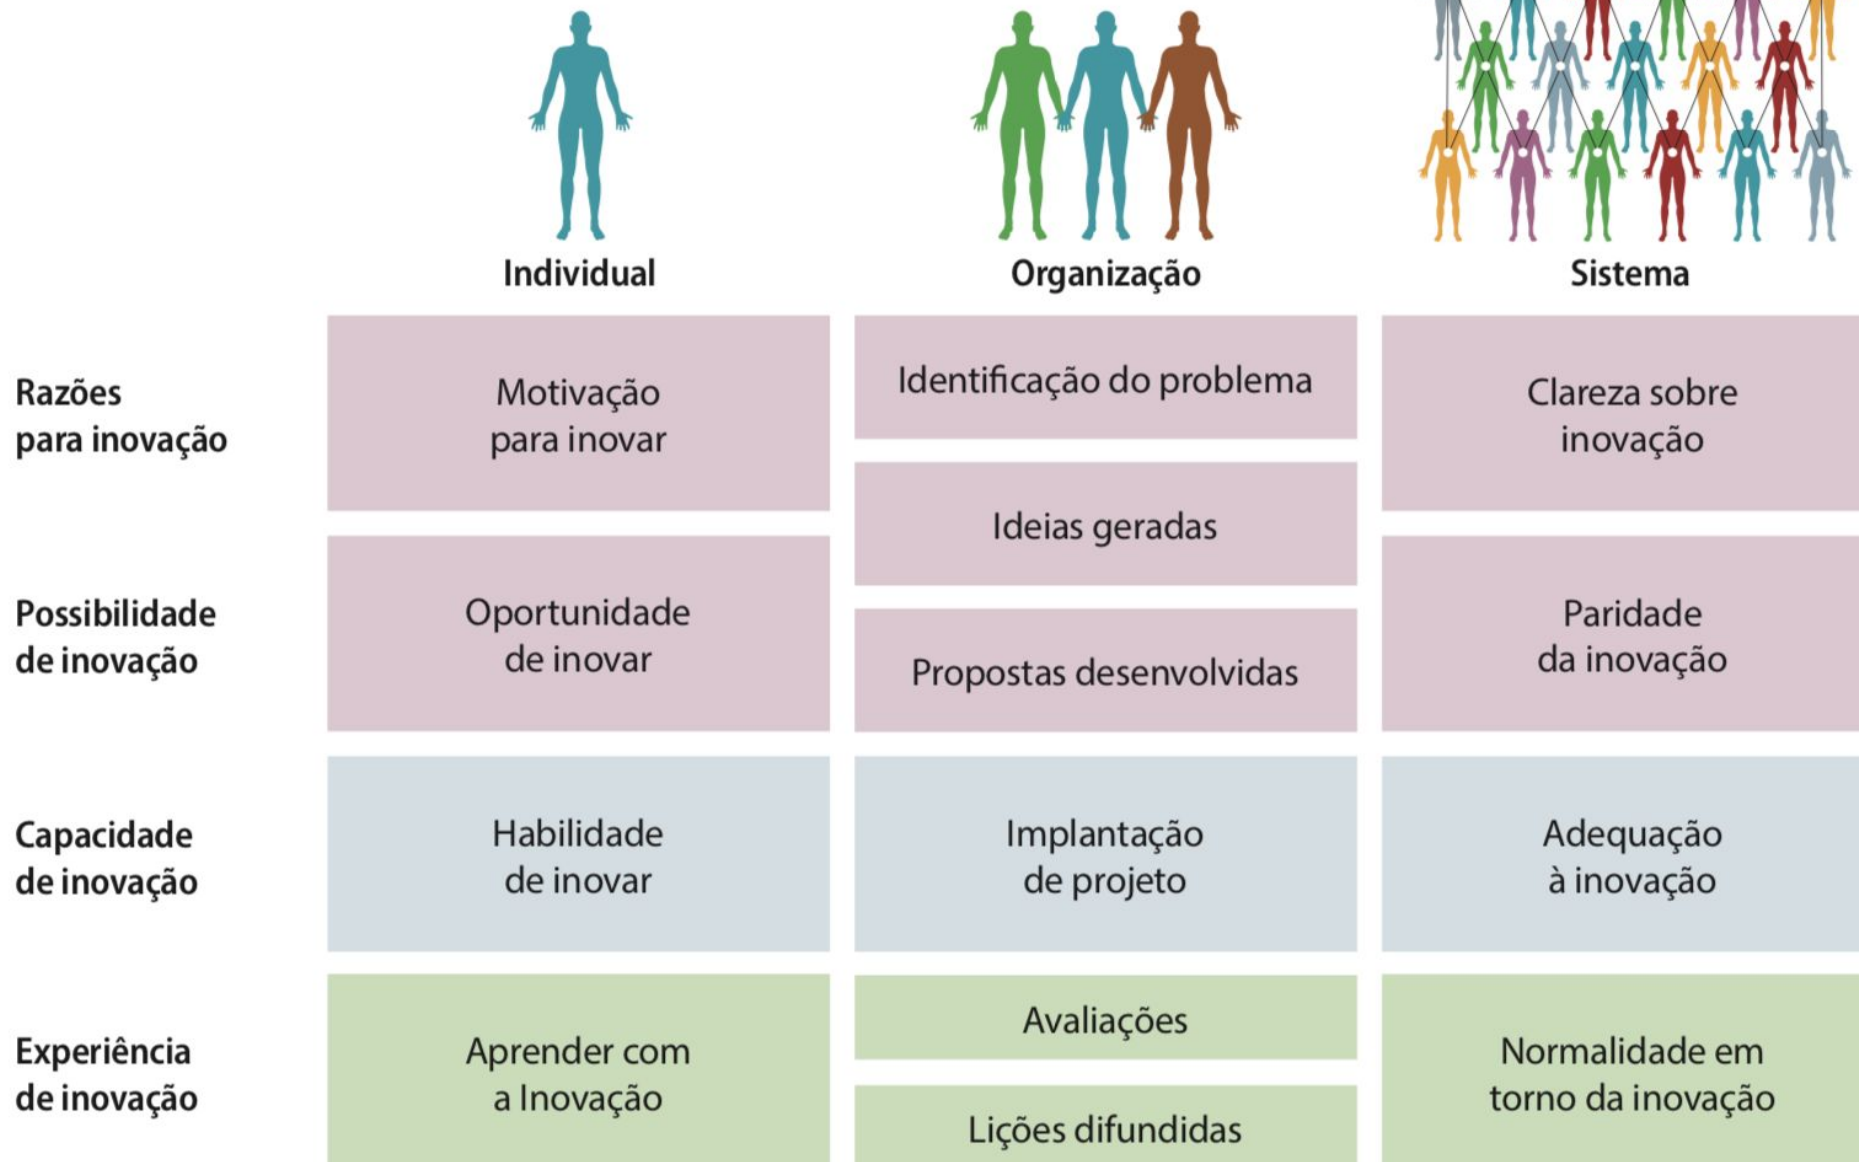 Individual
Organização
Sistema
Razões
para inovação
Motivação
para inovar
Identificação do problema
Ideias geradas
Clareza sobre
inovação
Possibilidade
de inovação
Oportunidade
de inovar
Propostas desenvolvidas
Paridade
da inovação
Capacidade
de inovação
Habilidade
de inovar
Implantação
de projeto
Adequação
à inovação
Experiência
de inovação
Aprender com
a Inovação
Avaliações
Lições difundidas
Normalidade em
torno da inovação